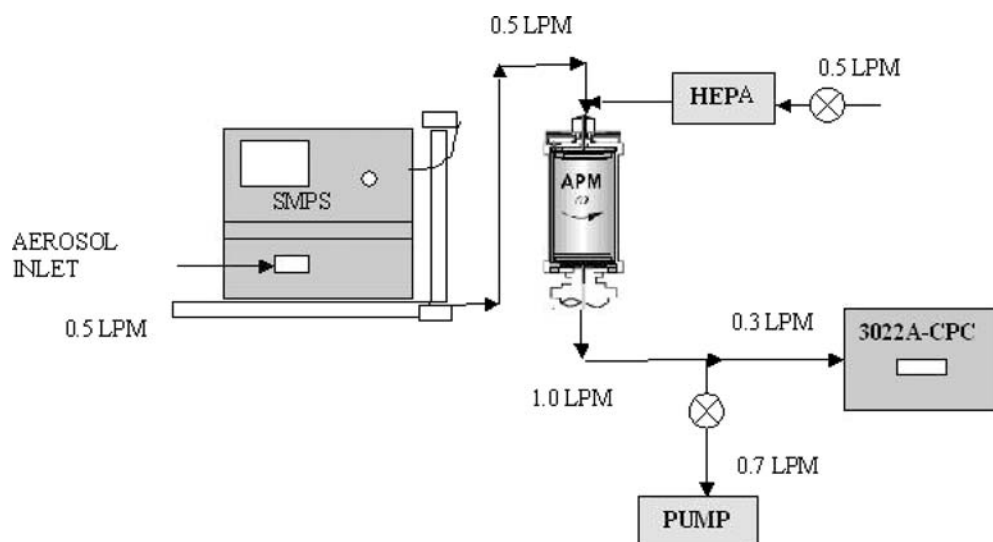 0.5 LPM
0.5 LPM
HEPA
APM
ω
SMPS
AEROSOL
INLET
0.5 LPM
0.3 LPM
3022A-CPC
1.0 LPM
0.7 LPM
PUMP